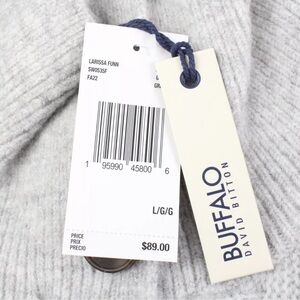 LARISSA FUNN
SW0535F
FA22
1 95990 45800 6
L/G/G
PRICE
PRIX
PRECIO
$89.00
BUFFALO
DAVID BITTON